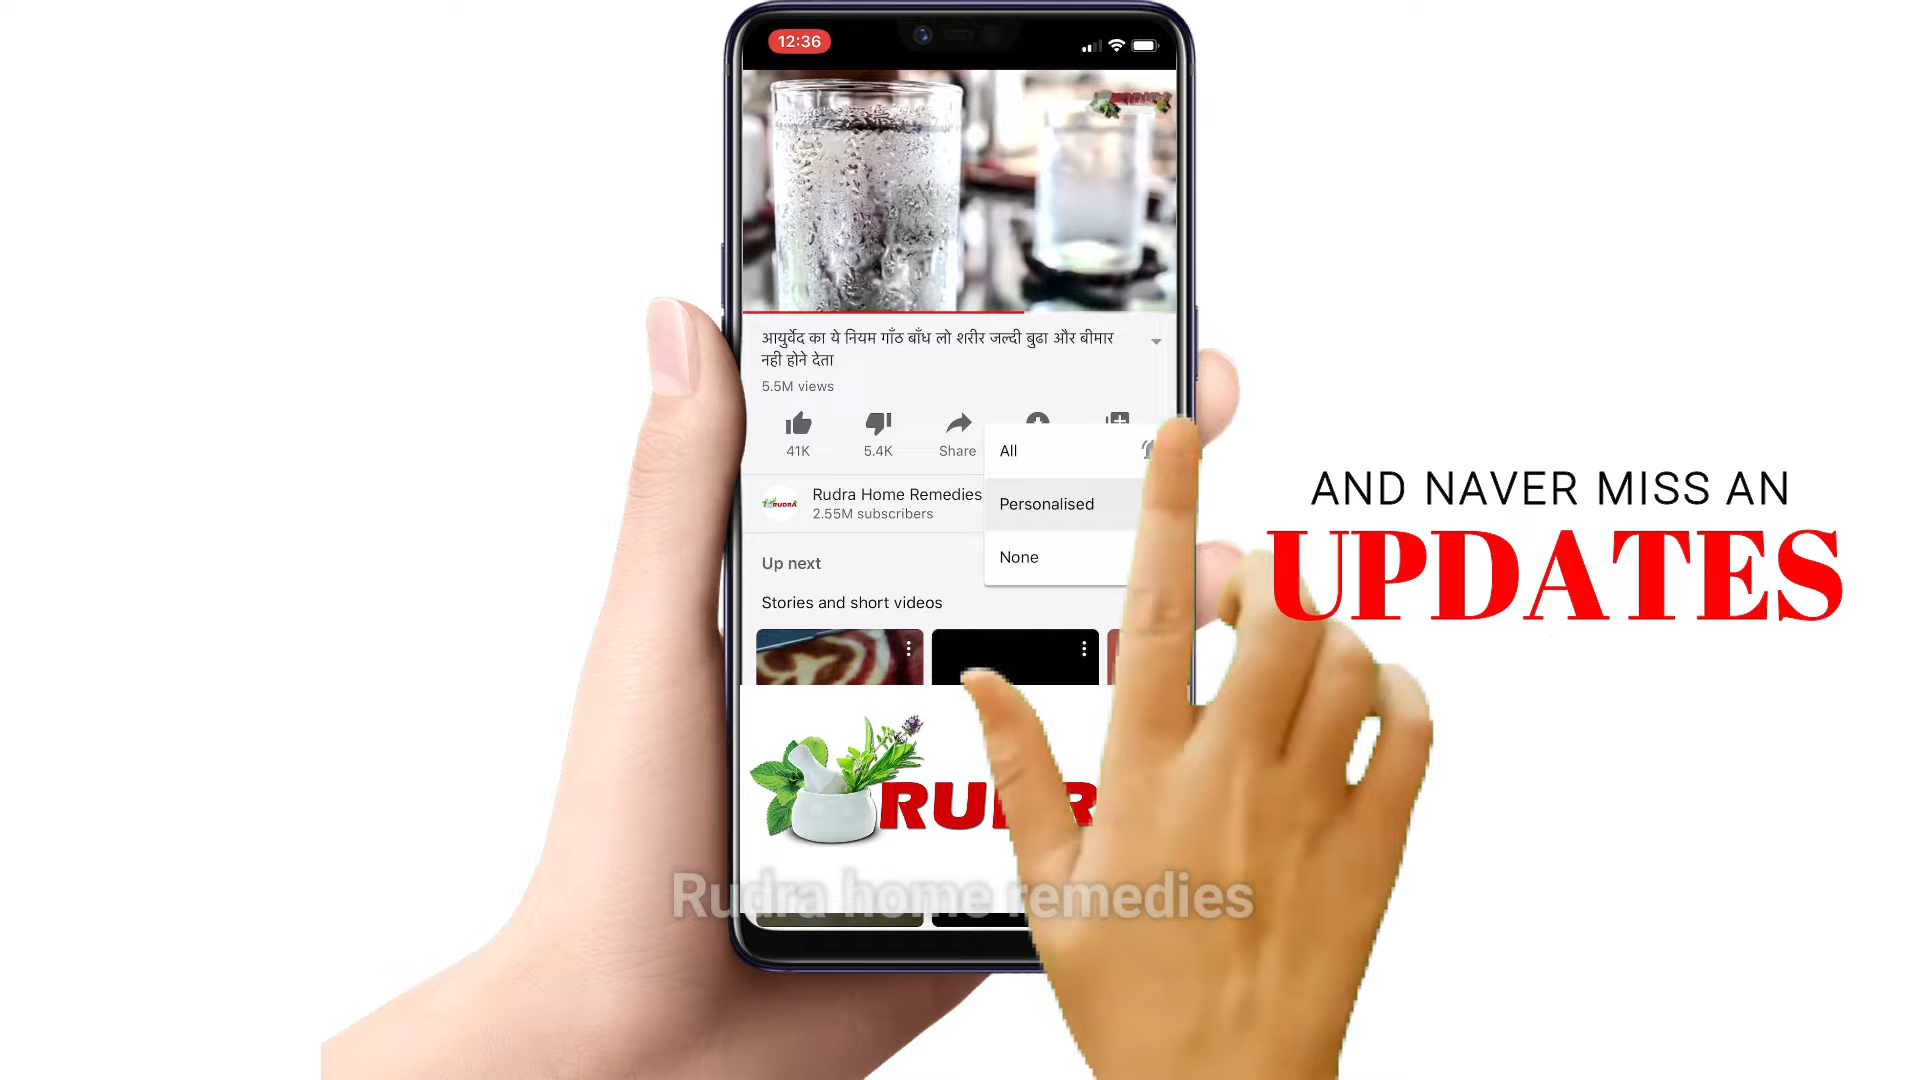 12:36
आयुर्वेद का ये नियम गाँठ बाँध लो शरीर जल्दी बुढा और बीमार
नही होने देता
5.5M views
41K
5.4K
Share
All
Personalised
None
Rudra Home Remedies
2.55M subscribers
RUDRA
Up next
Stories and short videos
Rudra home remedies
AND NAVER MISS AN
UPDATES